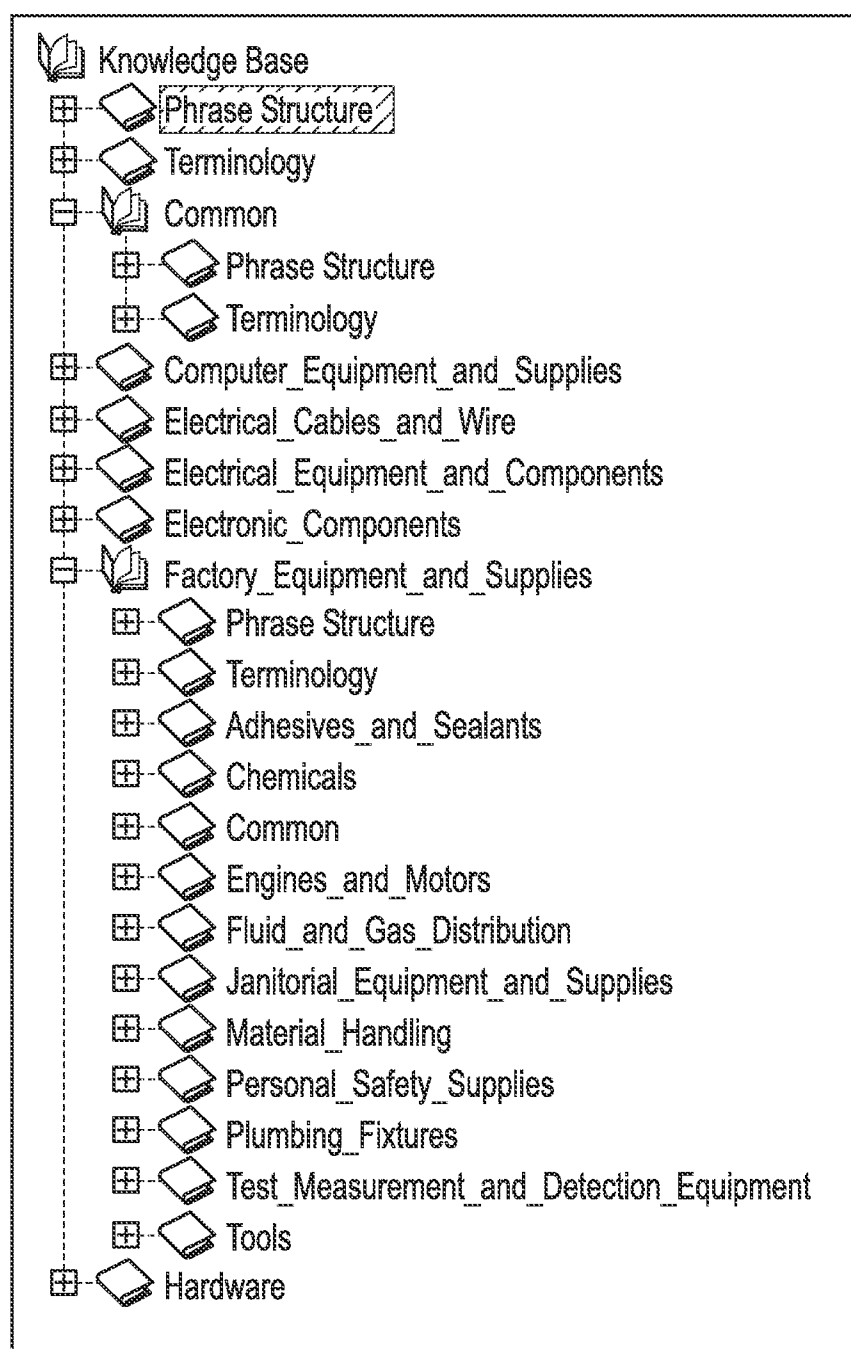 Knowledge Base
Phrase Structure
Terminology
Common
Phrase Structure
Terminology
Computer_Equipment_and_Supplies
Electrical_Cables_and_Wire
Electrical_Equipment_and_Components
Electronic_Components
Factory_Equipment_and_Supplies
Phrase Structure
Terminology
Adhesives_and_Sealants
Chemicals
Common
Engines_and_Motors
Fluid_and_Gas_Distribution
Janitorial_Equipment_and_Supplies
Material_Handling
Personal_Safety_Supplies
Plumbing_Fixtures
Test_Measurement_and_Detection_Equipment
Tools
Hardware